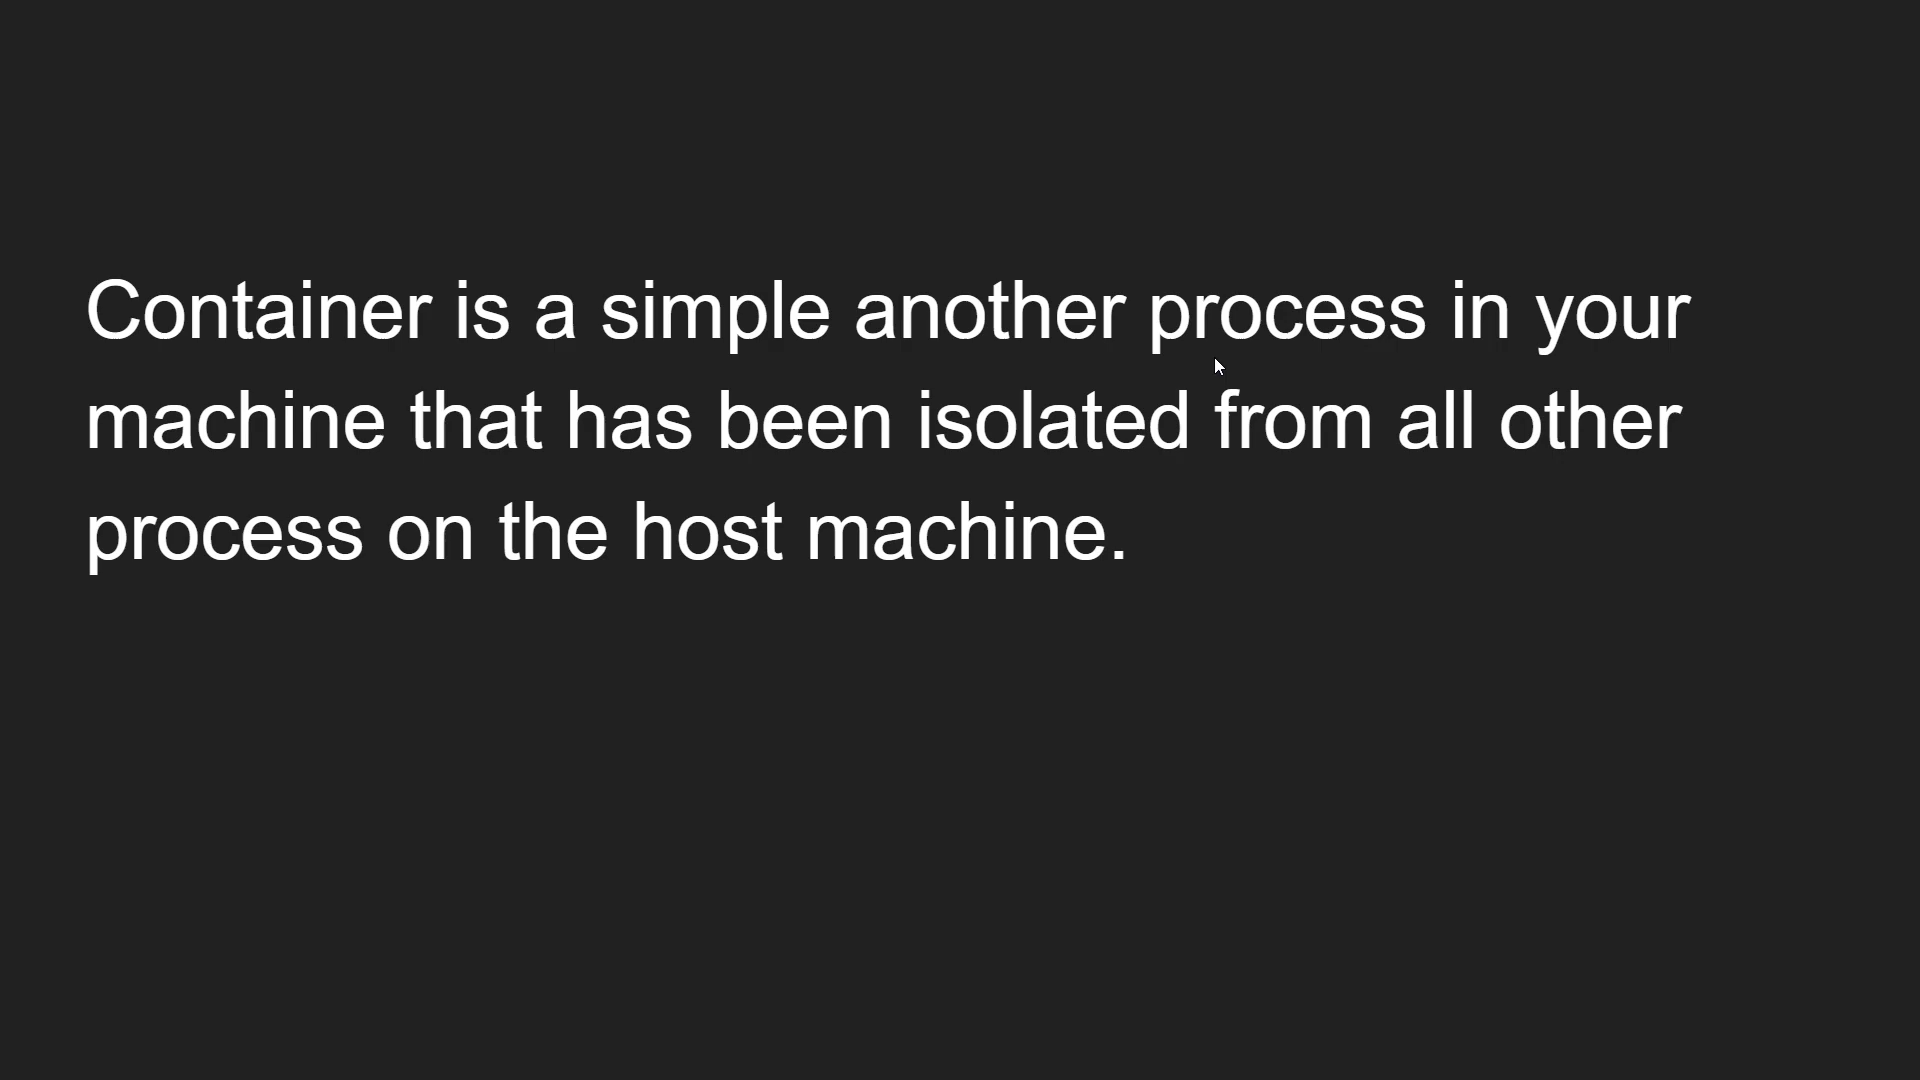 Container is a simple another process in your
machine that has been isolated from all other
process on the host machine.